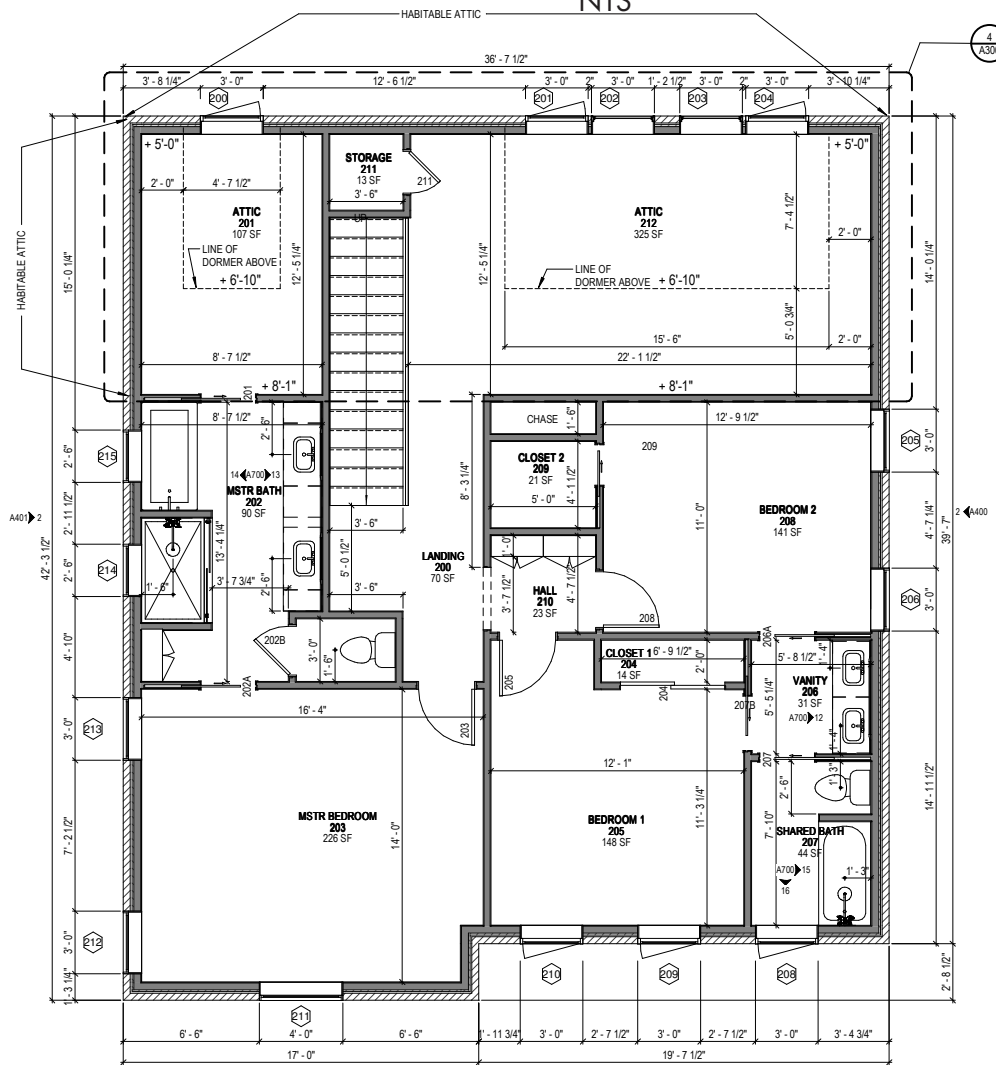 NTS
HABITABLE ATTIC
4
A300
36' - 7 1/2"
3' - 8 1/4"
3' - 0"
12' - 6 1/2"
3' - 0"
2"
3' - 0"
1' - 2 1/2"
3' - 0"
2"
3' - 0"
3' - 10 1/4"
200
201
202
203
204
HABITABLE ATTIC
+ 5'-0"
2' - 0"
4' - 7 1/2"
ATTIC
201
107 SF
LINE OF
DORMER ABOVE
+ 6'-10"
12' - 5 1/4"
8' - 7 1/2"
+ 8'-1"
201
STORAGE
211
13 SF
3' - 6"
211
UP
ATTIC
212
325 SF
+ 5'-0"
7' - 4 1/2"
2' - 0"
12' - 5 1/4"
LINE OF
DORMER ABOVE
+ 6'-10"
5' - 0 3/4"
15' - 6"
2' - 0"
22' - 1 1/2"
+ 8'-1"
15' - 0 1/4"
14' - 0 1/4"
42' - 3 1/2"
39' - 7"
A401
2
2
A400
215
2' - 6"
2' - 11 1/2"
214
2' - 6"
4' - 10"
213
3' - 0"
7' - 2 1/2"
212
3' - 0"
1' - 3 1/4"
8' - 7 1/2"
2' - 6"
14
A700
13
MSTR BATH
202
90 SF
13' - 4 1/4"
1' - 6"
3' - 7 3/4"
2' - 6"
202B
3' - 0"
1' - 6"
202A
3' - 6"
5' - 0 1/2"
3' - 6"
8' - 3 1/4"
LANDING
200
70 SF
CHASE
1' - 6"
CLOSET 2
209
21 SF
5' - 0"
4' - 1 1/2"
1' - 0"
3' - 7 1/2"
4' - 7 1/2"
HALL
210
23 SF
12' - 9 1/2"
209
11' - 0"
BEDROOM 2
208
141 SF
208
205
3' - 0"
4' - 7 1/4"
206
3' - 0"
206A
CLOSET 1
204
14 SF
6' - 9 1/2"
2' - 0"
204
205
5' - 8 1/2"
1' - 4"
VANITY
206
31 SF
5' - 5 1/4"
A700
12
207B
1' - 4"
207
1' - 3"
2' - 6"
7' - 10"
SHARED BATH
207
44 SF
A700
15
16
1' - 3"
16' - 4"
203
MSTR BEDROOM
203
226 SF
14' - 0"
12' - 1"
BEDROOM 1
205
148 SF
11' - 3 1/4"
14' - 11 1/2"
2' - 8 1/2"
211
210
209
208
6' - 6"
4' - 0"
6' - 6"
1' - 11 3/4"
3' - 0"
2' - 7 1/2"
3' - 0"
2' - 7 1/2"
3' - 0"
3' - 4 3/4"
17' - 0"
19' - 7 1/2"